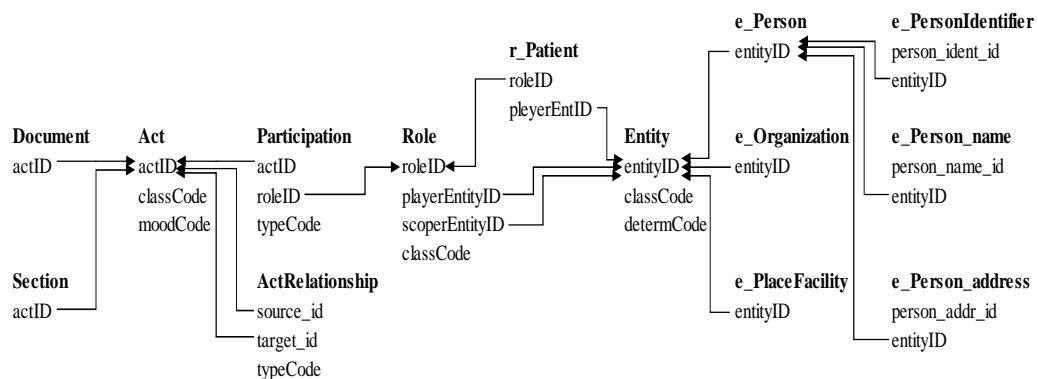 e_Person
entityID
e_PersonIdentifier
person_ident_id
entityID
r_Patient
roleID
pleyerEntID
Document
actID
Act
actID
classCode
moodCode
Participation
actID
roleID
typeCode
Role
roleID
playerEntityID
scoperEntityID
classCode
Entity
entityID
classCode
determCode
e_Organization
entityID
e_Person_name
person_name_id
entityID
Section
actID
ActRelationship
source_id
target_id
typeCode
e_PlaceFacility
entityID
e_Person_address
person_addr_id
entityID